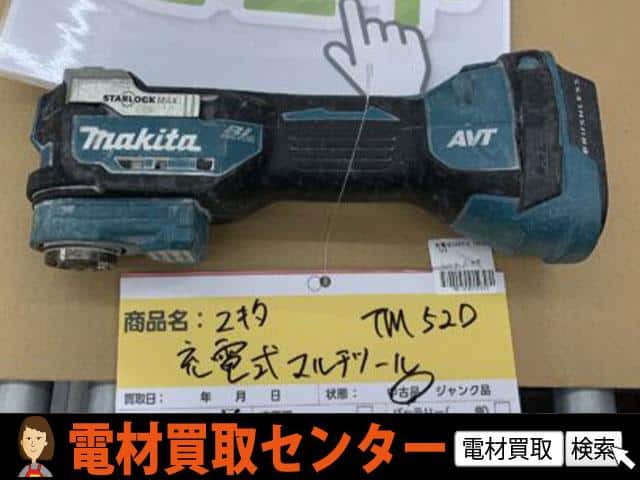 STARLOCK MAX
makita
BL
AVT
BRUSHLESS
商品名：マキタ TM52D
充電式マルチツール
買取日： 年 月 日 状態： 中古品 ジャンク品
電材買取センター
電材買取 検索